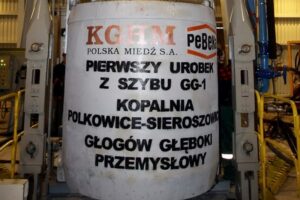 KGHM PeBeKa
POLSKA MIEDŹ S.A.
PIERWSZY UROBEK
Z SZYBU GG-1
KOPALNIA
POLKOWICE-SIEROSZOWICE
GŁOGÓW GŁĘBOKI
PRZEMYSŁOWY